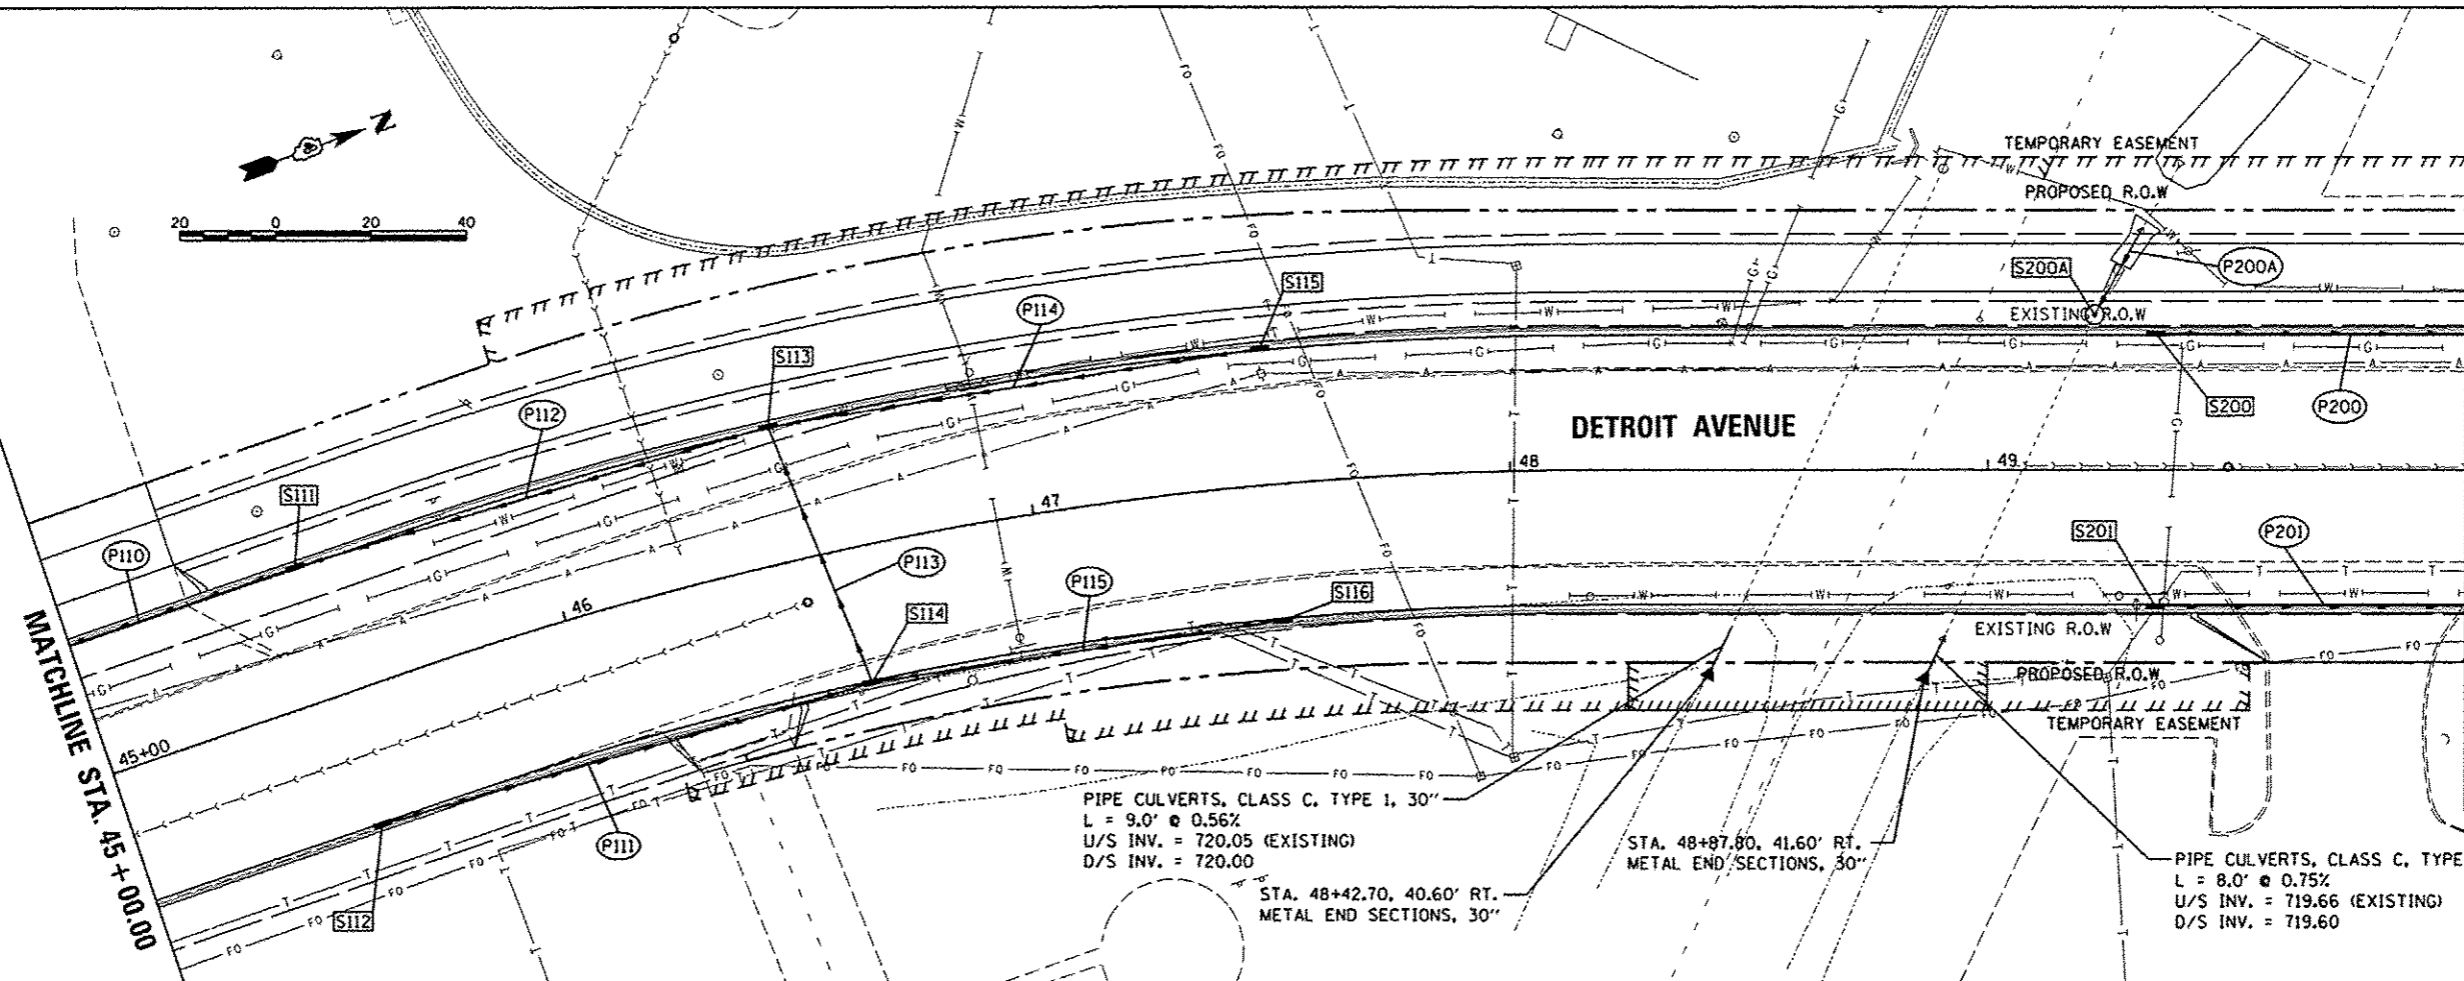 TEMPORARY EASEMENT
N
PROPOSED R.O.W
20 0 20 40
S200A
P200A
S115
P114
EXISTING R.O.W
S113
S200
P200
P112
DETROIT AVENUE
48
49
S111
47
S201
P201
P110
P113
P115
S116
46
S114
EXISTING R.O.W
PROPOSED R.O.W
TEMPORARY EASEMENT
45+00
MATCHLINE STA. 45+00.00
P111
S112
PIPE CULVERTS, CLASS C, TYPE 1, 30"
L = 9.0' @ 0.56%
U/S INV. = 720.05 (EXISTING)
D/S INV. = 720.00
STA. 48+42.70, 40.60' RT.
METAL END SECTIONS, 30"
STA. 48+87.80, 41.60' RT.
METAL END SECTIONS, 30"
PIPE CULVERTS, CLASS C, TYPE
L = 8.0' @ 0.75%
U/S INV. = 719.66 (EXISTING)
D/S INV. = 719.60